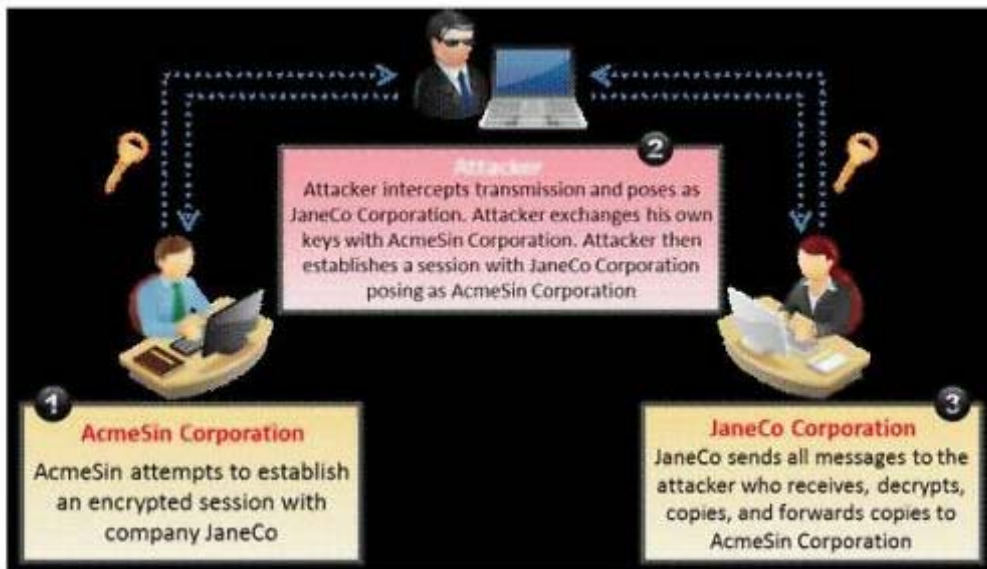 2
Attacker
Attacker intercepts transmission and poses as
JaneCo Corporation. Attacker exchanges his own
keys with AcmeSin Corporation. Attacker then
establishes a session with JaneCo Corporation
posing as AcmeSin Corporation
1
AcmeSin Corporation
AcmeSin attempts to establish
an encrypted session with
company JaneCo
3
JaneCo Corporation
JaneCo sends all messages to the
attacker who receives, decrypts,
copies, and forwards copies to
AcmeSin Corporation